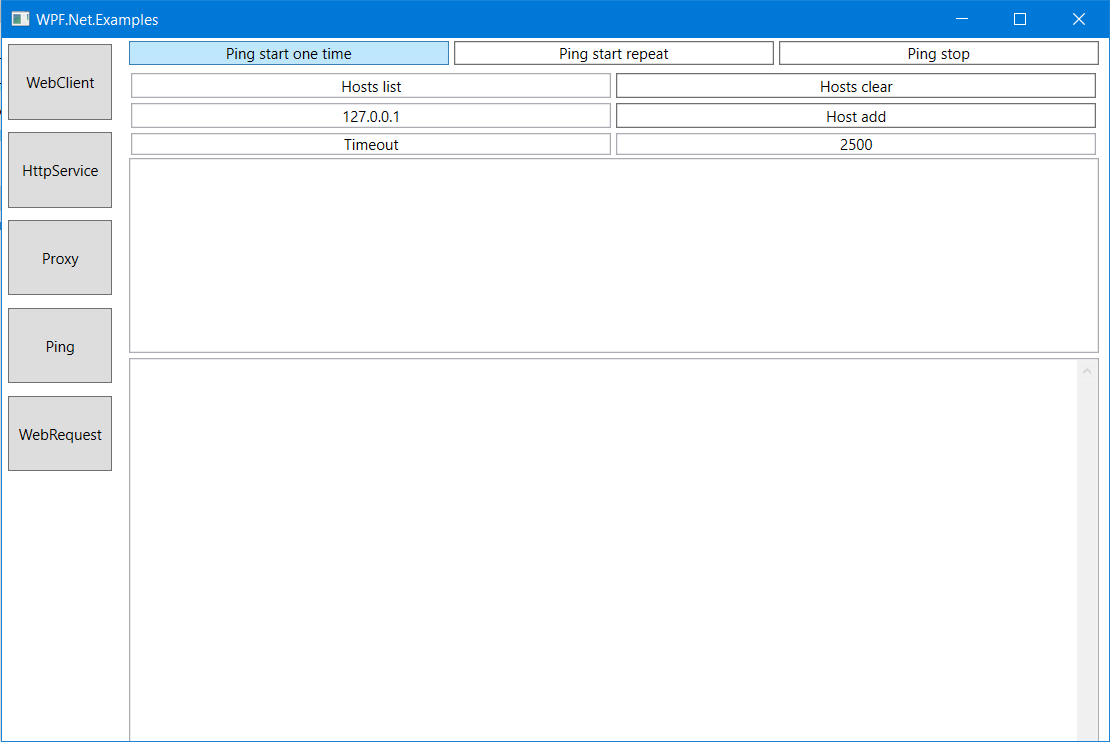 WPF.Net.Examples
WebClient
HttpService
Proxy
Ping
WebRequest
Ping start one time
Ping start repeat
Ping stop
Hosts list
Hosts clear
127.0.0.1
Host add
Timeout
2500